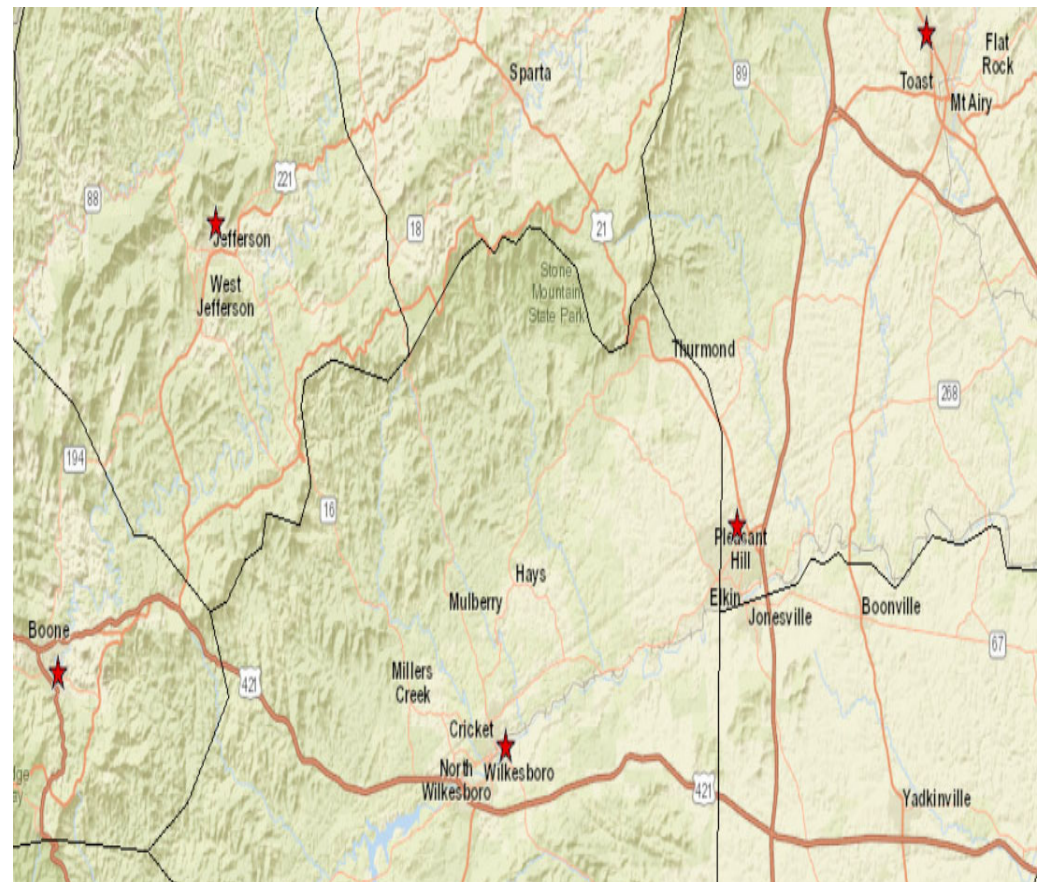 Flat
Rock
Sparta
89
Toast
Mt Airy
221
88
18
21
Jefferson
West
Jefferson
Stone
Mountain
State Park
Thurmond
268
194
16
Pleasant
Hill
Hays
Mulberry
Elkin
Jonesville
Boonville
Boone
67
Millers
Creek
421
Cricket
North
Wilkesboro
Wilkesboro
421
Yadkinville